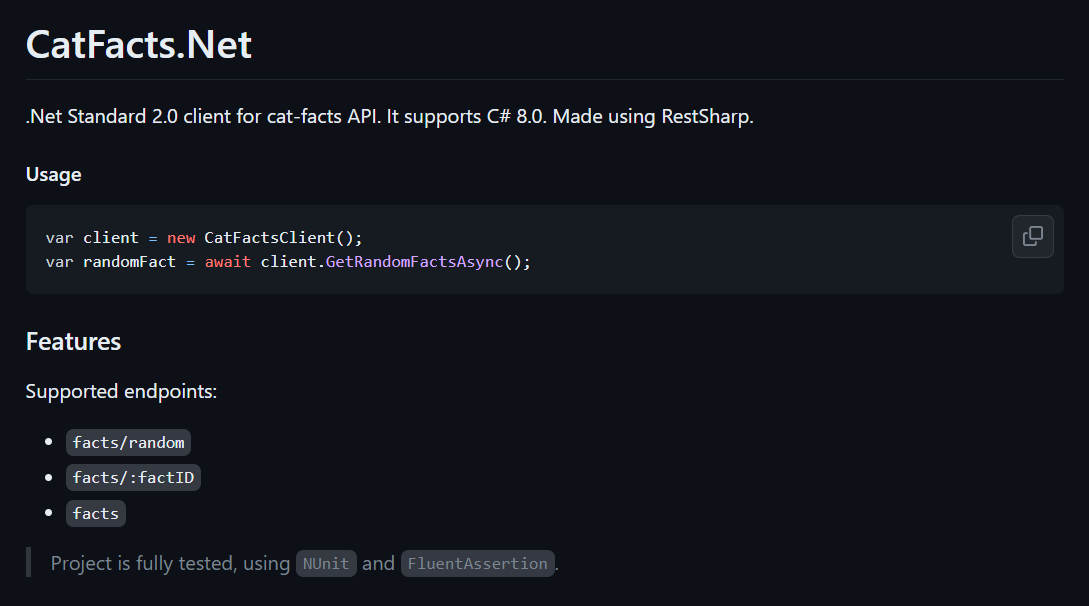 CatFacts.Net
.Net Standard 2.0 client for cat-facts API. It supports C# 8.0. Made using RestSharp.
Usage
var client = new CatFactsClient();
var randomFact = await client.GetRandomFactsAsync();
Features
Supported endpoints:
facts/random
facts/:factID
facts
Project is fully tested, using NUnit and FluentAssertion.